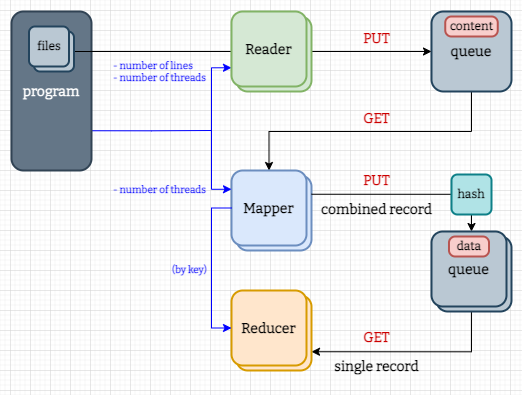 files
program
- number of lines
- number of threads
Reader
PUT
content
queue
GET
- number of threads
Mapper
PUT
combined record
hash
data
queue
(by key)
Reducer
GET
single record